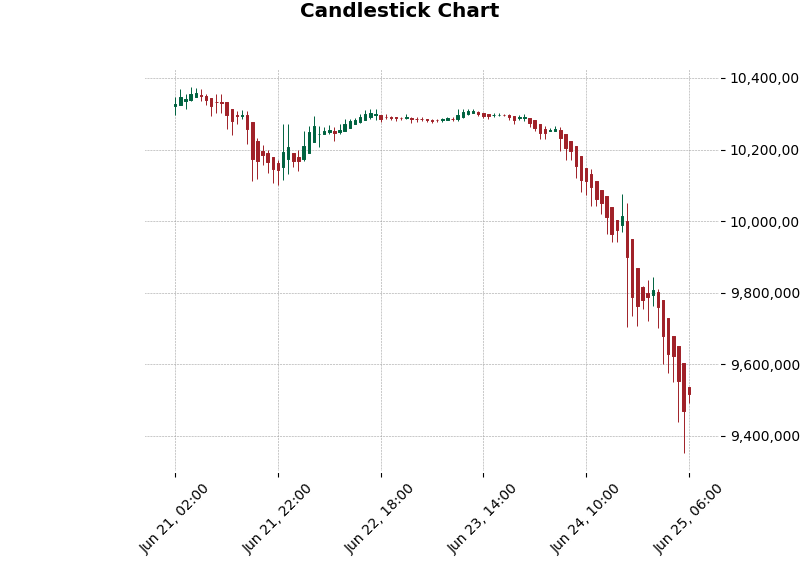 Candlestick Chart
10,400,00
10,200,00
10,000,00
9,800,000
9,600,000
9,400,000
Jun 21, 02:00
Jun 21, 22:00
Jun 22, 18:00
Jun 23, 14:00
Jun 24, 10:00
Jun 25, 06:00